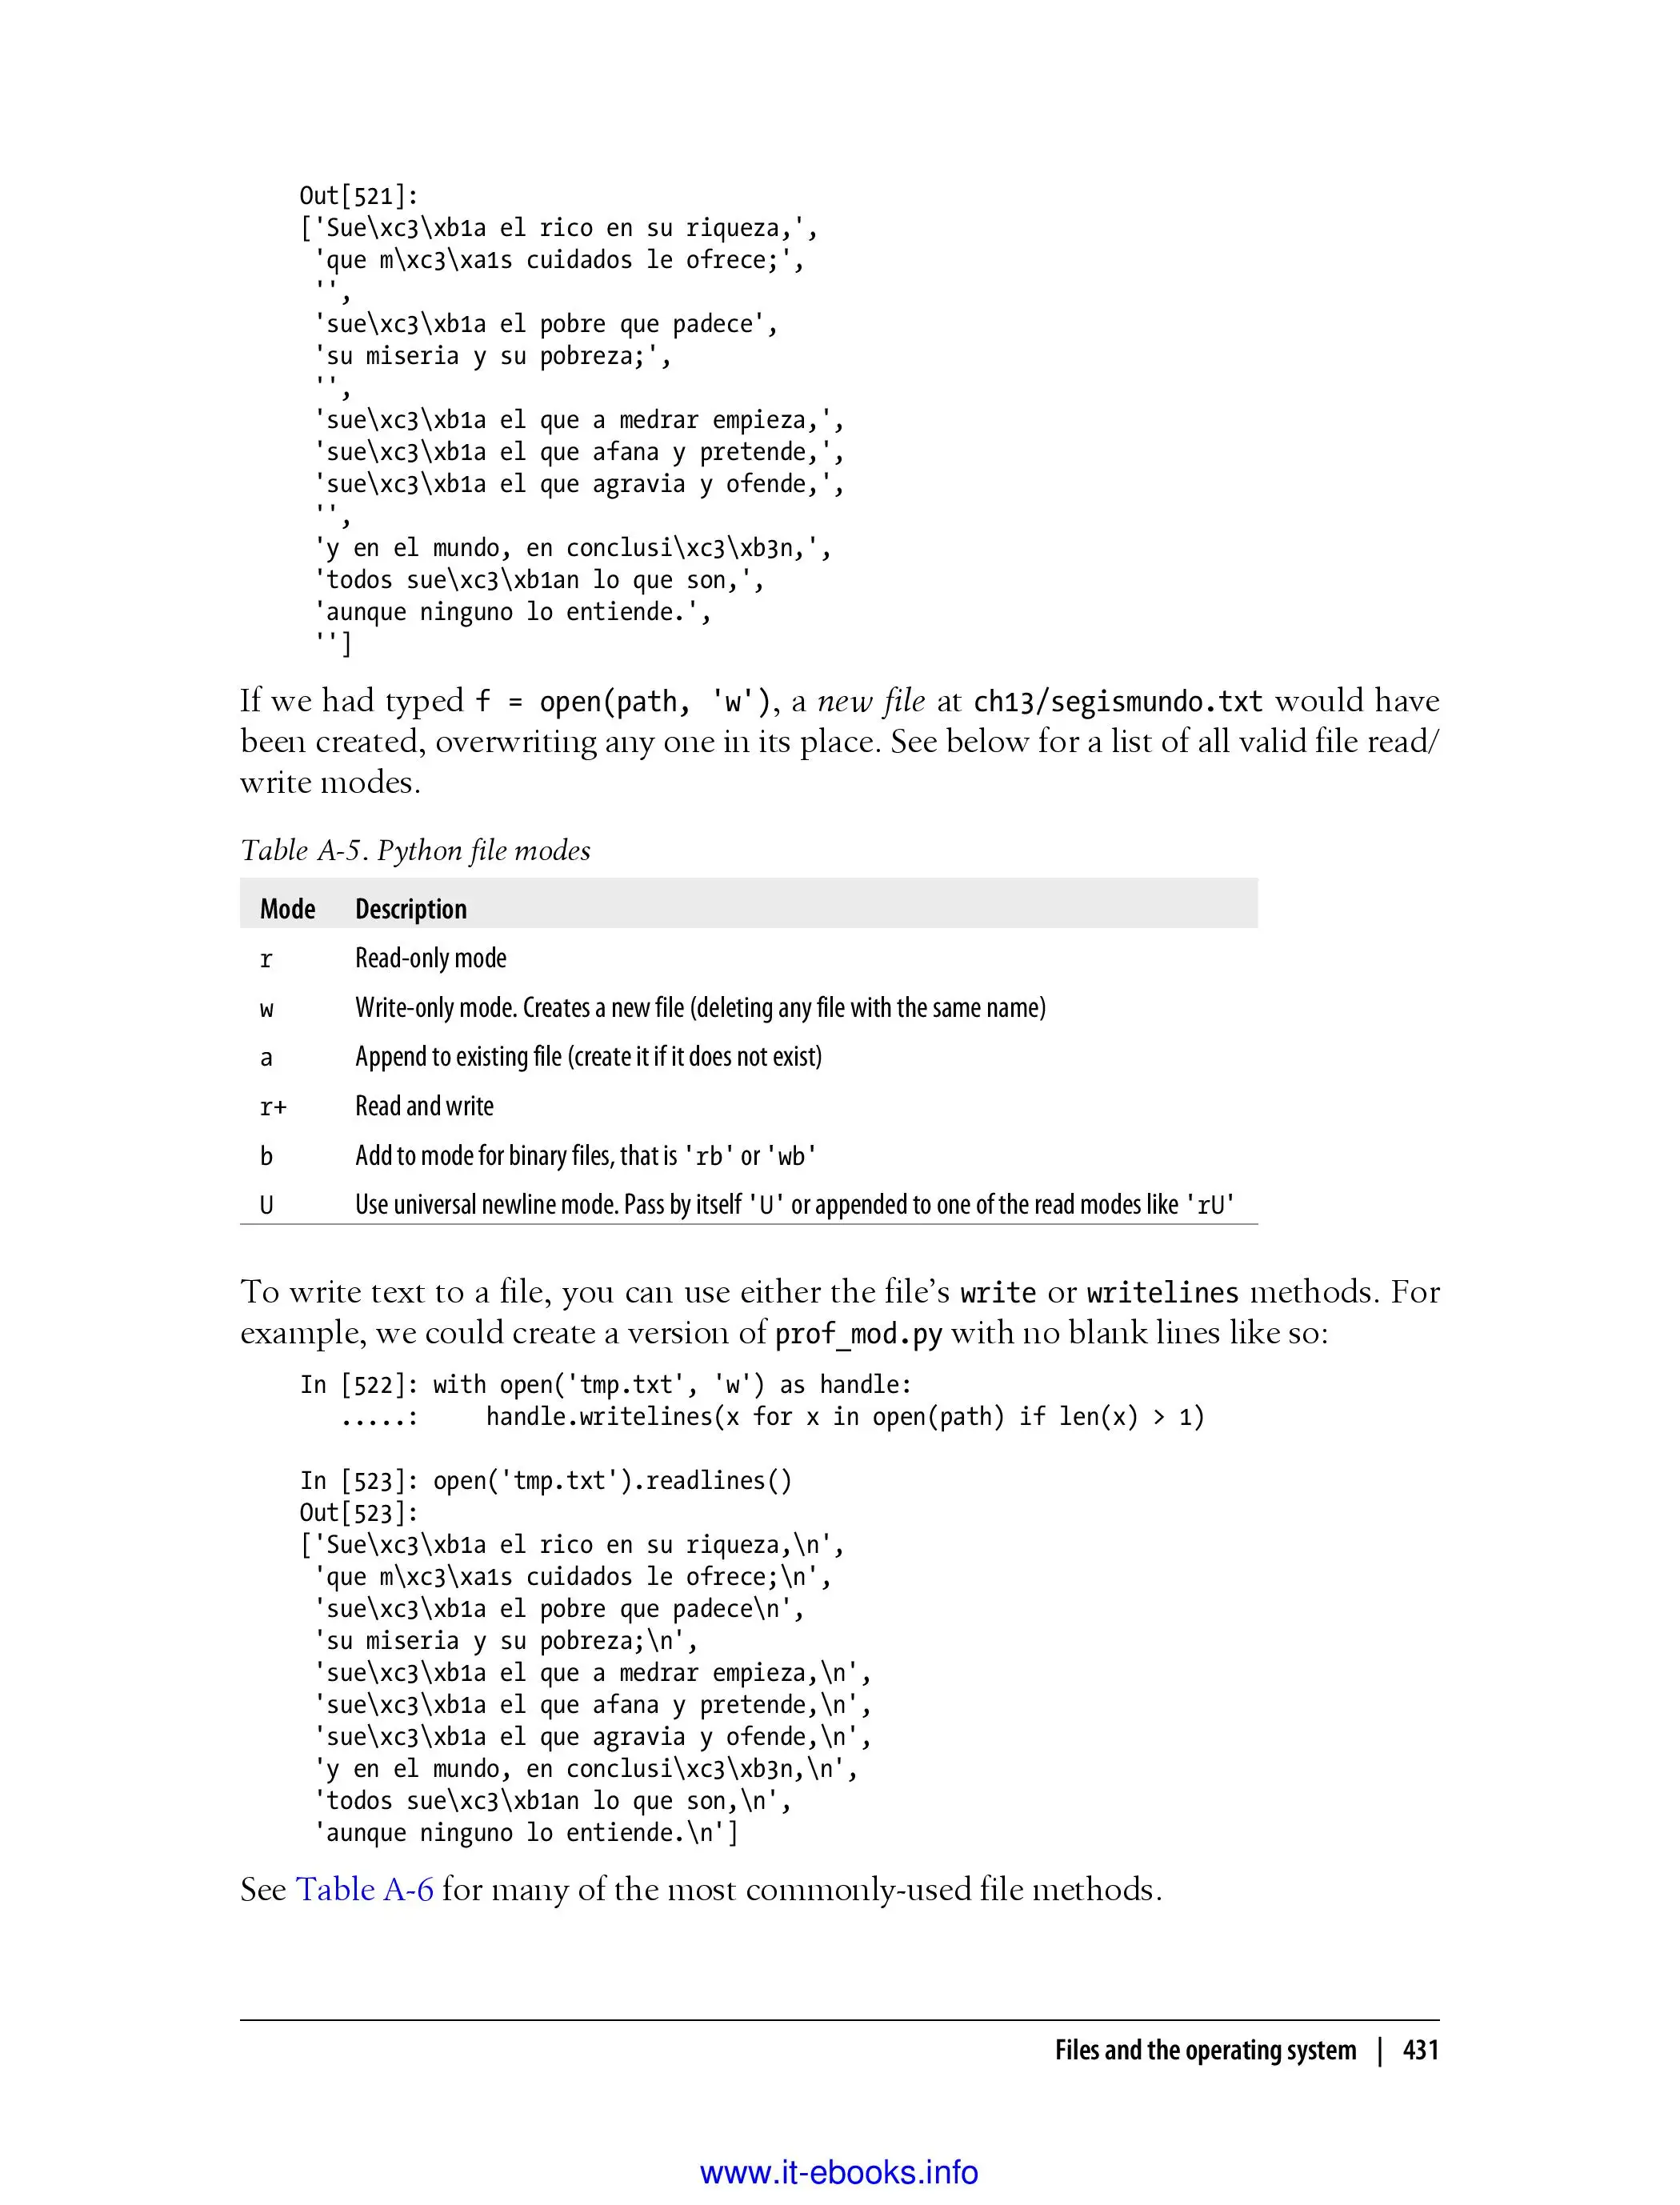 Out[521]:
['Sue\xc3\xb1a el rico en su riqueza,',
'que m\xc3\xa1s cuidados le ofrece;',
'',
'sue\xc3\xb1a el pobre que padece',
'su miseria y su pobreza;',
'',
'sue\xc3\xb1a el que a medrar empieza,',
'sue\xc3\xb1a el que afana y pretende,',
'sue\xc3\xb1a el que agravia y ofende,',
'',
'y en el mundo, en conclusi\xc3\xb3n,',
'todos sue\xc3\xb1an lo que son,',
'aunque ninguno lo entiende.',
'']
If we had typed f = open(path, 'w'), a new file at ch13/segismundo.txt would have
been created, overwriting any one in its place. See below for a list of all valid file read/
write modes.
Table A-5. Python file modes
Mode Description
r Read-only mode
w Write-only mode. Creates a new file (deleting any file with the same name)
a Append to existing file (create it if it does not exist)
r+ Read and write
b Add to mode for binary files, that is 'rb' or 'wb'
U Use universal newline mode. Pass by itself 'U' or appended to one of the read modes like 'rU'
To write text to a file, you can use either the file’s write or writelines methods. For
example, we could create a version of prof_mod.py with no blank lines like so:
In [522]: with open('tmp.txt', 'w') as handle:
.....: handle.writelines(x for x in open(path) if len(x) > 1)
In [523]: open('tmp.txt').readlines()
Out[523]:
['Sue\xc3\xb1a el rico en su riqueza,\n',
'que m\xc3\xa1s cuidados le ofrece;\n',
'sue\xc3\xb1a el pobre que padece\n',
'su miseria y su pobreza;\n',
'sue\xc3\xb1a el que a medrar empieza,\n',
'sue\xc3\xb1a el que afana y pretende,\n',
'sue\xc3\xb1a el que agravia y ofende,\n',
'y en el mundo, en conclusi\xc3\xb3n,\n',
'todos sue\xc3\xb1an lo que son,\n',
'aunque ninguno lo entiende.\n']
See Table A-6 for many of the most commonly-used file methods.
Files and the operating system | 431
www.it-ebooks.info